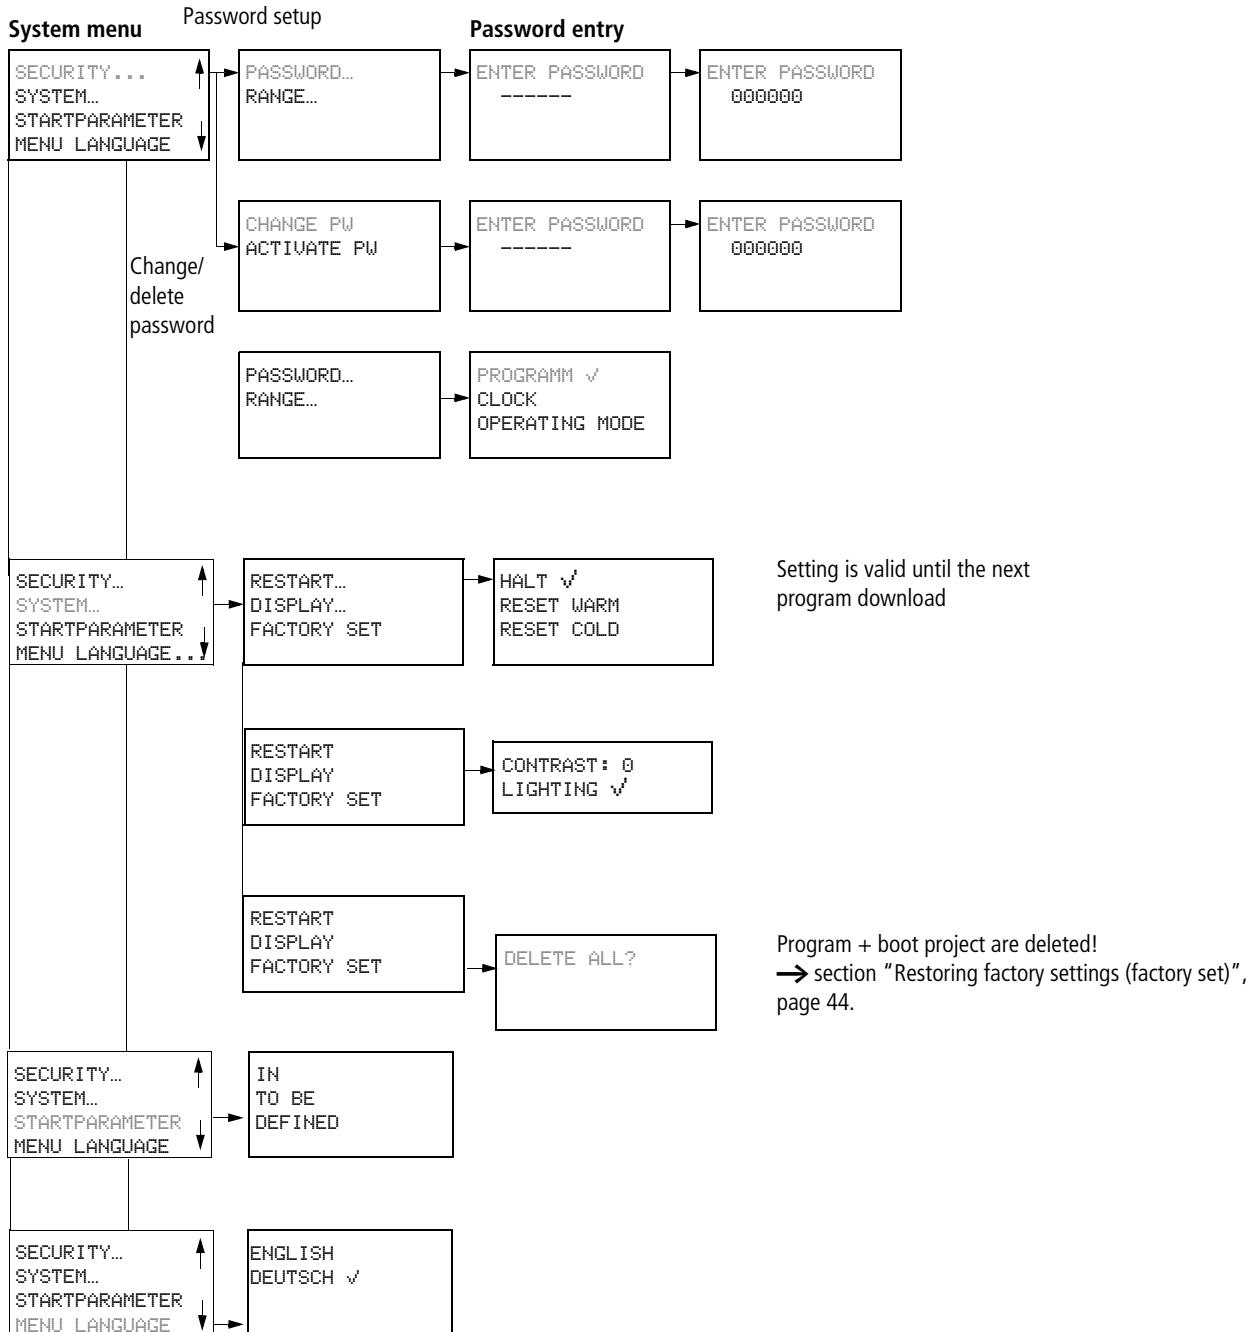 System menu
Password setup
Password entry
SECURITY...
SYSTEM…
STARTPARAMETER
MENU LANGUAGE
PASSWORD…
RANGE…
ENTER PASSWORD
------
ENTER PASSWORD
000000
CHANGE PW
ACTIVATE PW
ENTER PASSWORD
------
ENTER PASSWORD
000000
Change/
delete
password
PASSWORD…
RANGE…
PROGRAMM √
CLOCK
OPERATING MODE
SECURITY…
SYSTEM…
STARTPARAMETER
MENU LANGUAGE...
RESTART…
DISPLAY…
FACTORY SET
HALT √
RESET WARM
RESET COLD
Setting is valid until the next
program download
RESTART
DISPLAY
FACTORY SET
CONTRAST: 0
LIGHTING √
RESTART
DISPLAY
FACTORY SET
DELETE ALL?
Program + boot project are deleted!
→ section "Restoring factory settings (factory set)",
page 44.
SECURITY…
SYSTEM…
STARTPARAMETER
MENU LANGUAGE
IN
TO BE
DEFINED
SECURITY…
SYSTEM…
STARTPARAMETER
MENU LANGUAGE
ENGLISH
DEUTSCH √